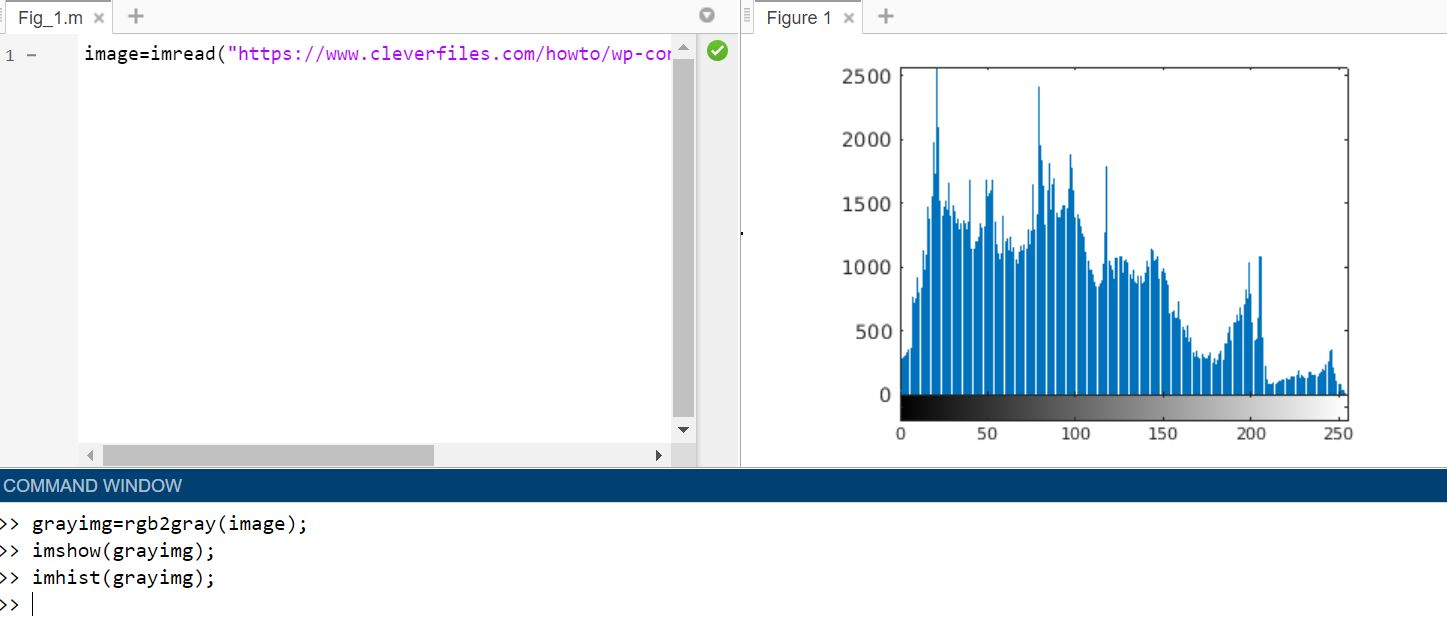 Fig_1.m × +
Figure 1 × +
1 –
image=imread("https://www.cleverfiles.com/howto/wp-con
2500
2000
1500
1000
500
0
0 50 100 150 200 250
COMMAND WINDOW
>> grayimg=rgb2gray(image);
>> imshow(grayimg);
>> imhist(grayimg);
>>